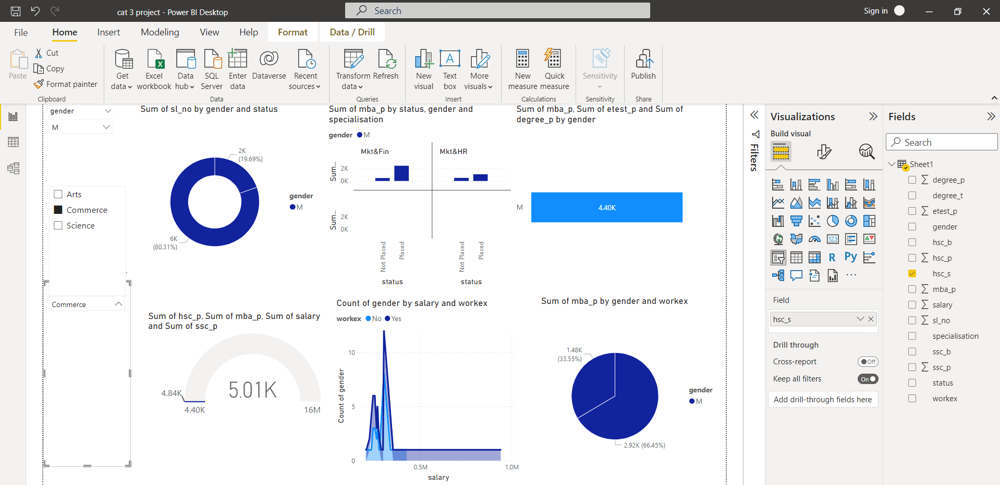 cat 3 project - Power BI Desktop
Search
Sign in
File
Home
Insert
Modeling
View
Help
Format
Data / Drill
Paste
Cut
Copy
Format painter
Clipboard
Get data
Excel workbook
Data hub
SQL Server
Enter data
Dataverse
Recent sources
Data
Transform data
Refresh
Queries
New visual
Text box
More visuals
Insert
New measure
Quick measure
Calculations
Sensitivity
Sensitivity
Publish
Share
gender
M
Arts
Commerce
Science
Commerce
Sum of sl_no by gender and status
2K
(19.69%)
6K
(80.31%)
gender
M
Sum of mba_p by status, gender and
specialisation
gender M
Mkt&Fin
Mkt&HR
Sum...
2K
0K
Sum...
2K
0K
Not Placed
Placed
Not Placed
Placed
status
status
Sum of mba_p, Sum of etest_p and Sum of
degree_p by gender
M
4.40K
Sum of hsc_p, Sum of mba_p, Sum of salary
and Sum of ssc_p
4.84K
5.01K
4.40K
16M
Count of gender by salary and workex
workex No Yes
Count of gender
10
5
0
0.5M
1.0M
salary
Sum of mba_p by gender and workex
1.48K
(33.55%)
2.92K (66.45%)
gender
M
Filters
Visualizations
Build visual
123
R
Py
...
Field
hsc_s
Drill through
Cross-report
Off
Keep all filters
On
Add drill-through fields here
Fields
Search
Sheet1
degree_p
degree_t
etest_p
gender
hsc_b
hsc_p
hsc_s
mba_p
salary
sl_no
specialisation
ssc_b
ssc_p
status
workex